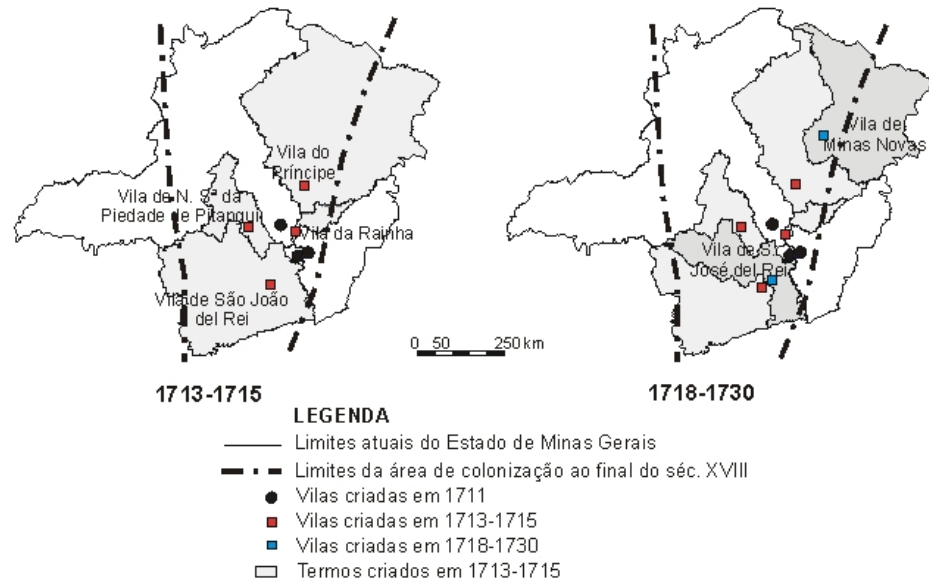 Vila do
Príncipe
Vila de N. Sª da
Piedade de Pitangui
Vila da Rainha
Vila de São João
del Rei
Vila de
Minas Novas
Vila de S.
José del Rei
0 50 250 km
1713-1715
1718-1730
LEGENDA
Limites atuais do Estado de Minas Gerais
Limites da área de colonização ao final do séc. XVIII
Vilas criadas em 1711
Vilas criadas em 1713-1715
Vilas criadas em 1718-1730
Termos criados em 1713-1715